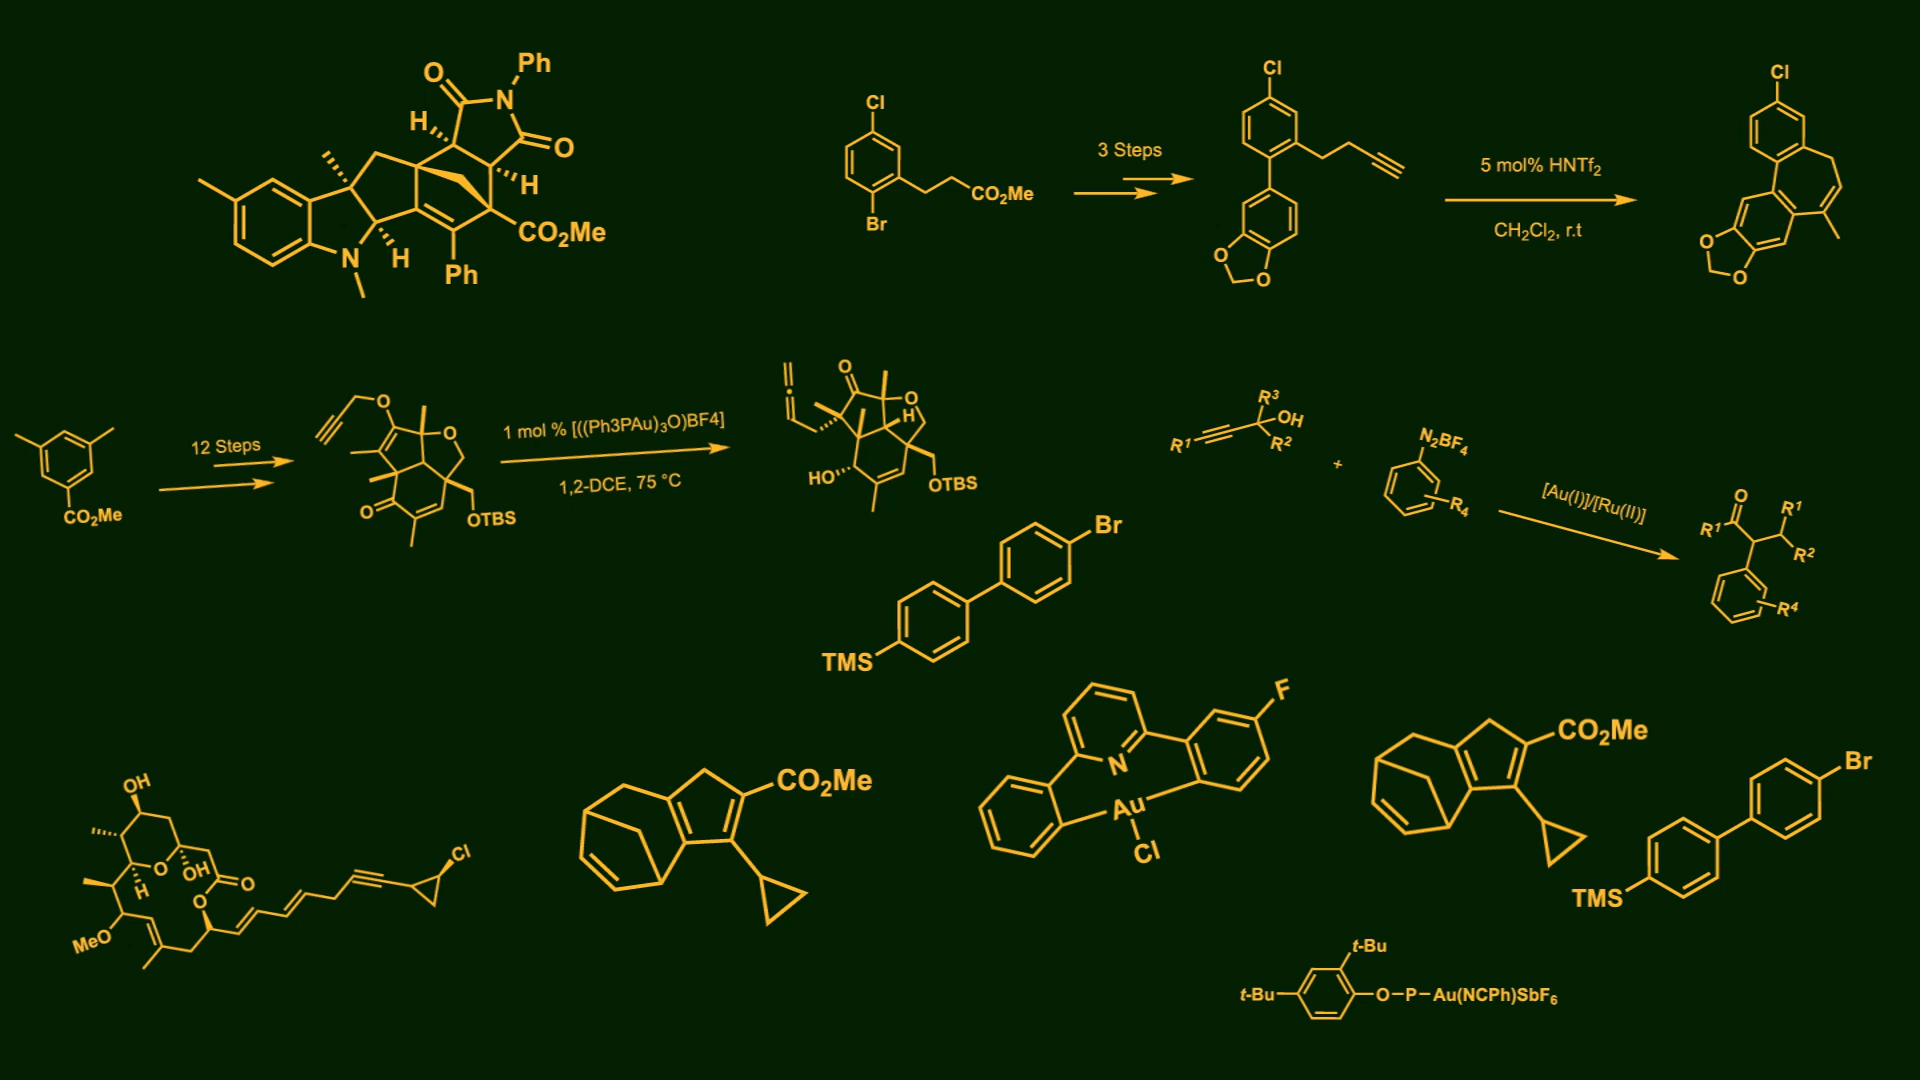 Ph
O
N
H
O
H
CO₂Me
N
H
Ph
Cl
CO₂Me
Br
3 Steps
Cl
O
O
5 mol% HNTf₂
CH₂Cl₂, r.t
Cl
O
O
CO₂Me
12 Steps
O
O
O
OTBS
1 mol % [((Ph3PAu)₃O)BF4]
1,2-DCE, 75 °C
O
O
H
HO
OTBS
R³
OH
R¹
R²
+
N₂BF₄
R₄
[Au(I)]/[Ru(II)]
O
R¹
R¹
R²
R⁴
Br
TMS
OH
O
OH
H
O
O
MeO
Cl
CO₂Me
F
N
Au
Cl
CO₂Me
Br
TMS
t-Bu
t-Bu
O
P
Au(NCPh)SbF₆